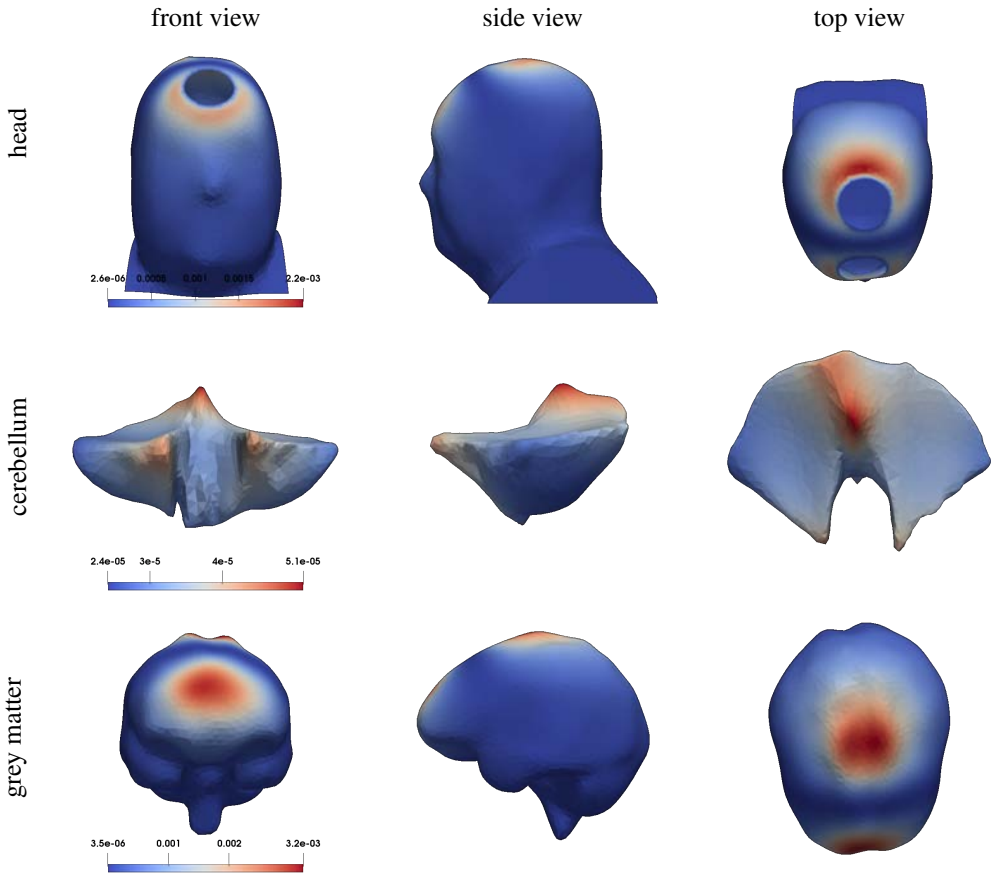 front view side view top view
head
2.6e-06 0.0005 0.001 0.0015 2.2e-03
cerebellum
2.4e-05 3e-5 4e-5 5.1e-05
grey matter
3.5e-06 0.001 0.002 3.2e-03